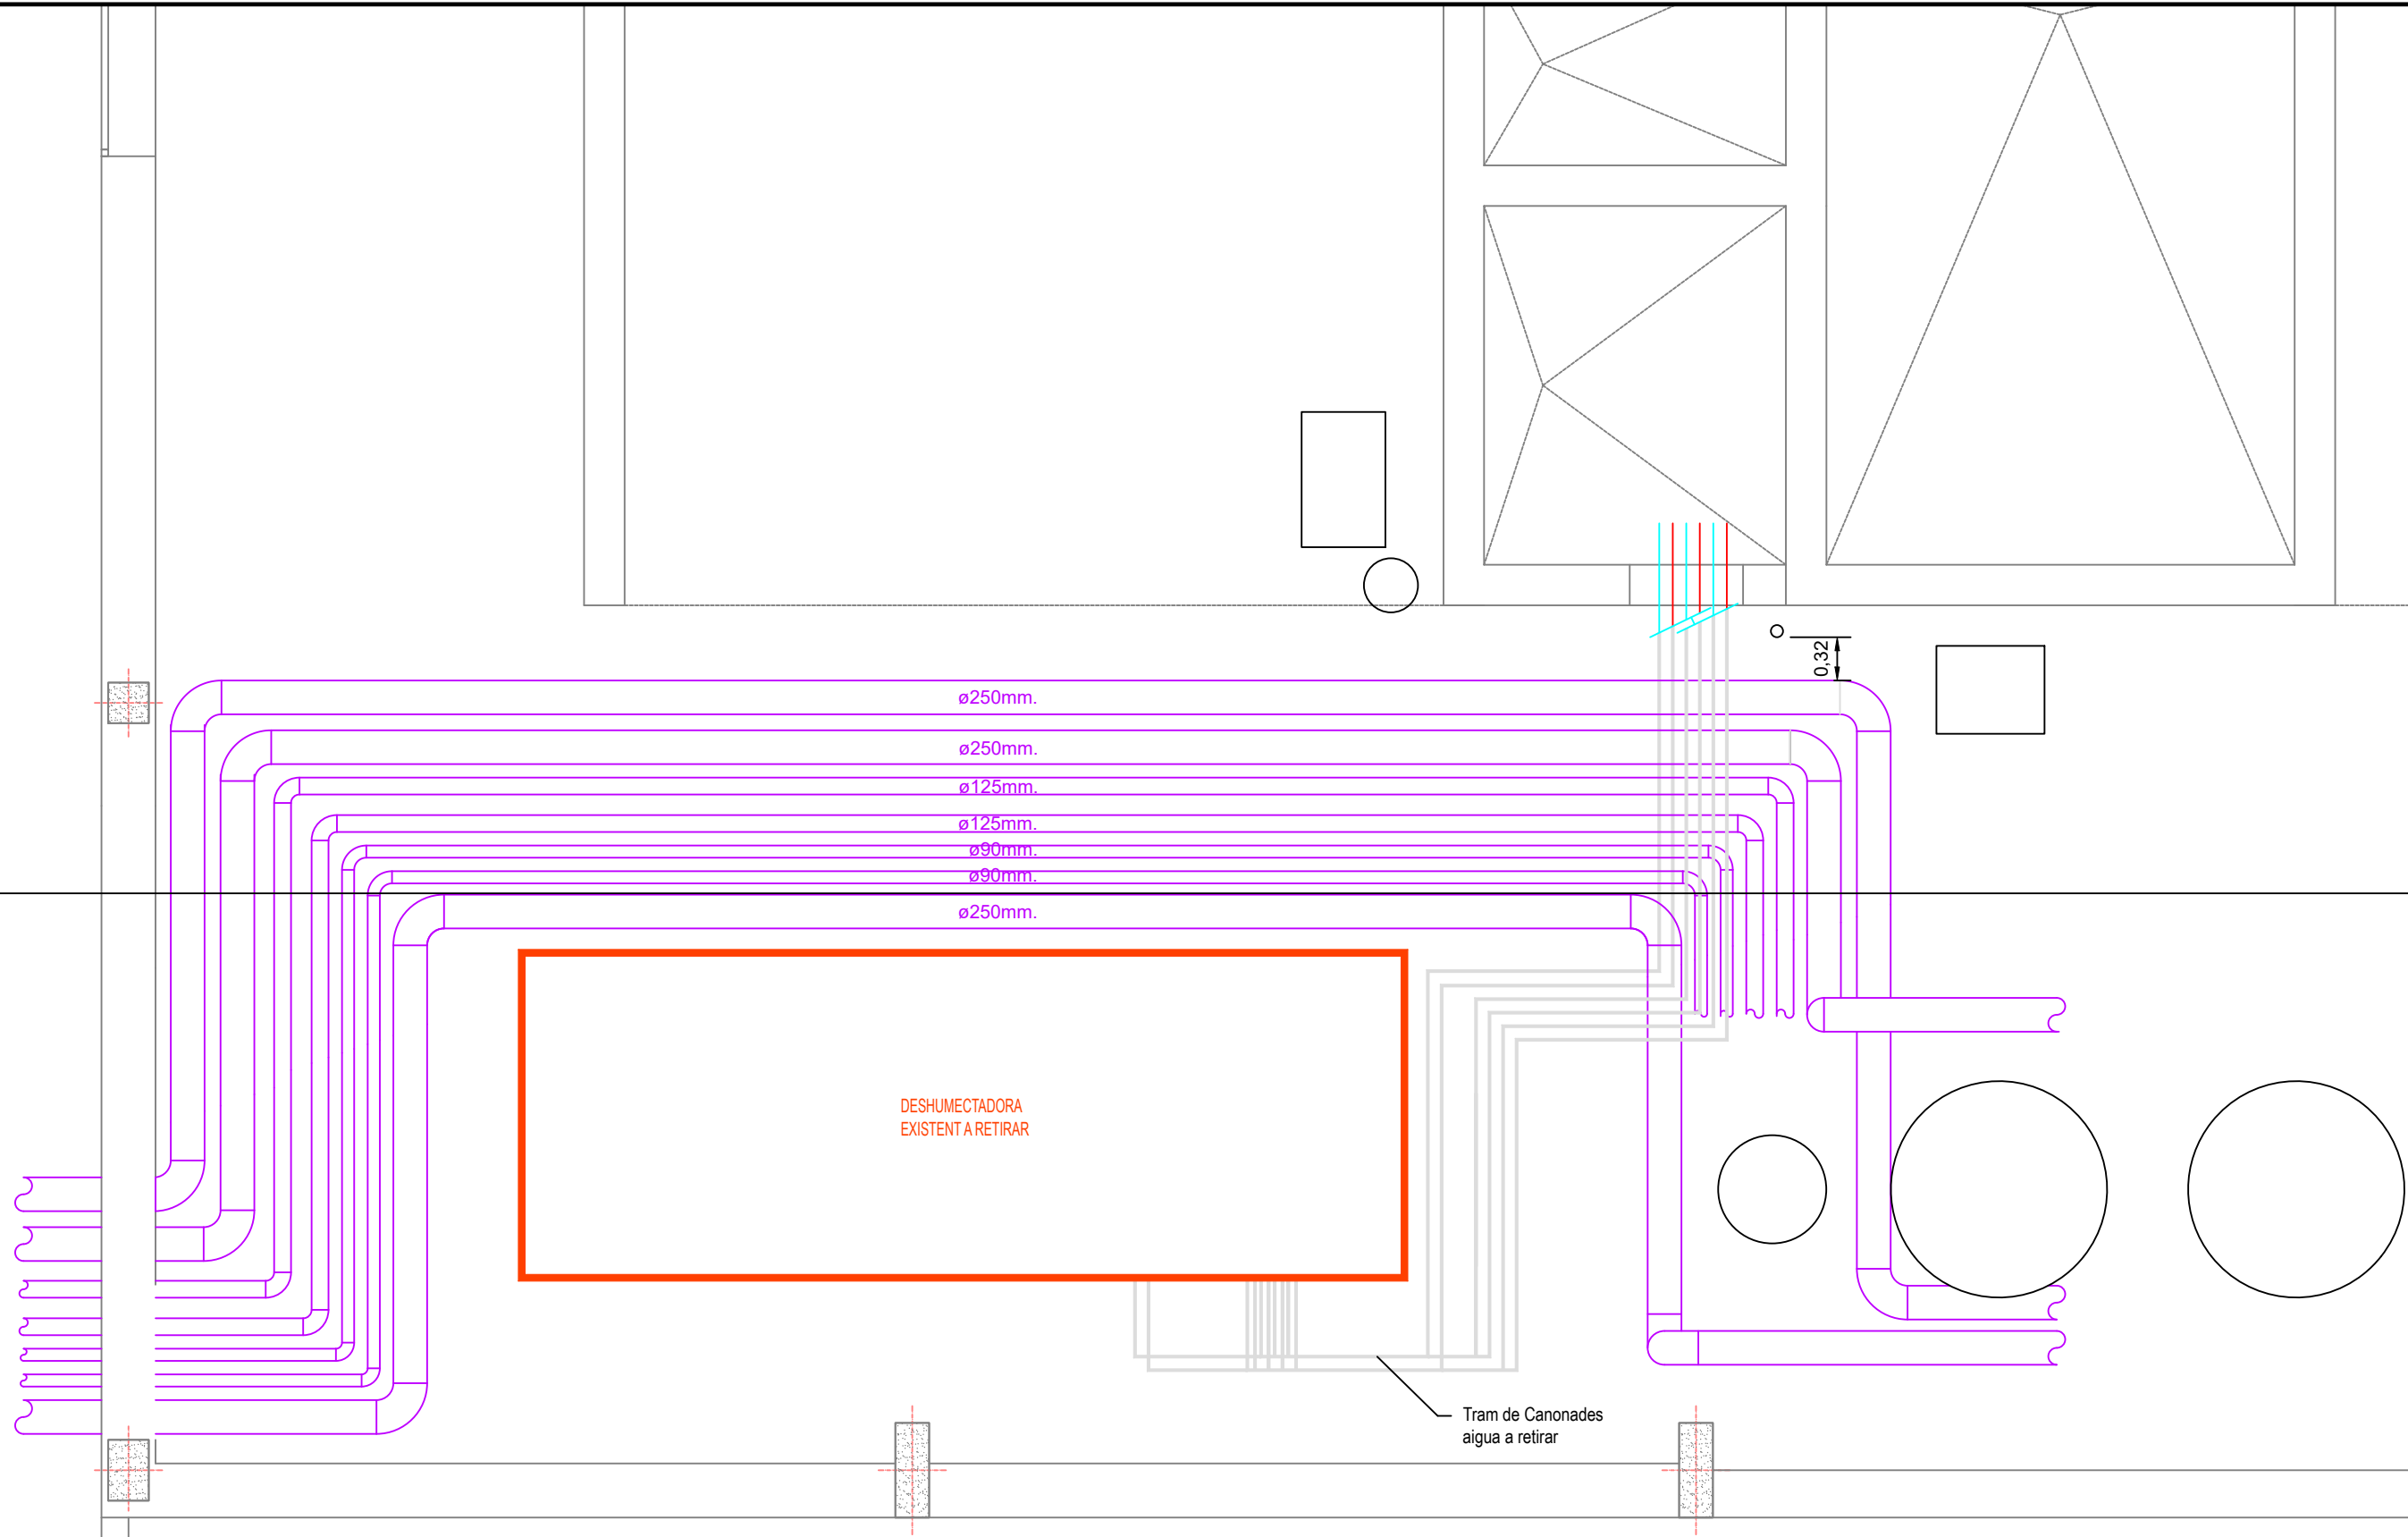 0,32
ø250mm.
ø250mm.
ø125mm.
ø125mm.
ø90mm.
ø90mm.
ø250mm.
DESHUMECTADORA
EXISTENT A RETIRAR
Tram de Canonades
aigua a retirar